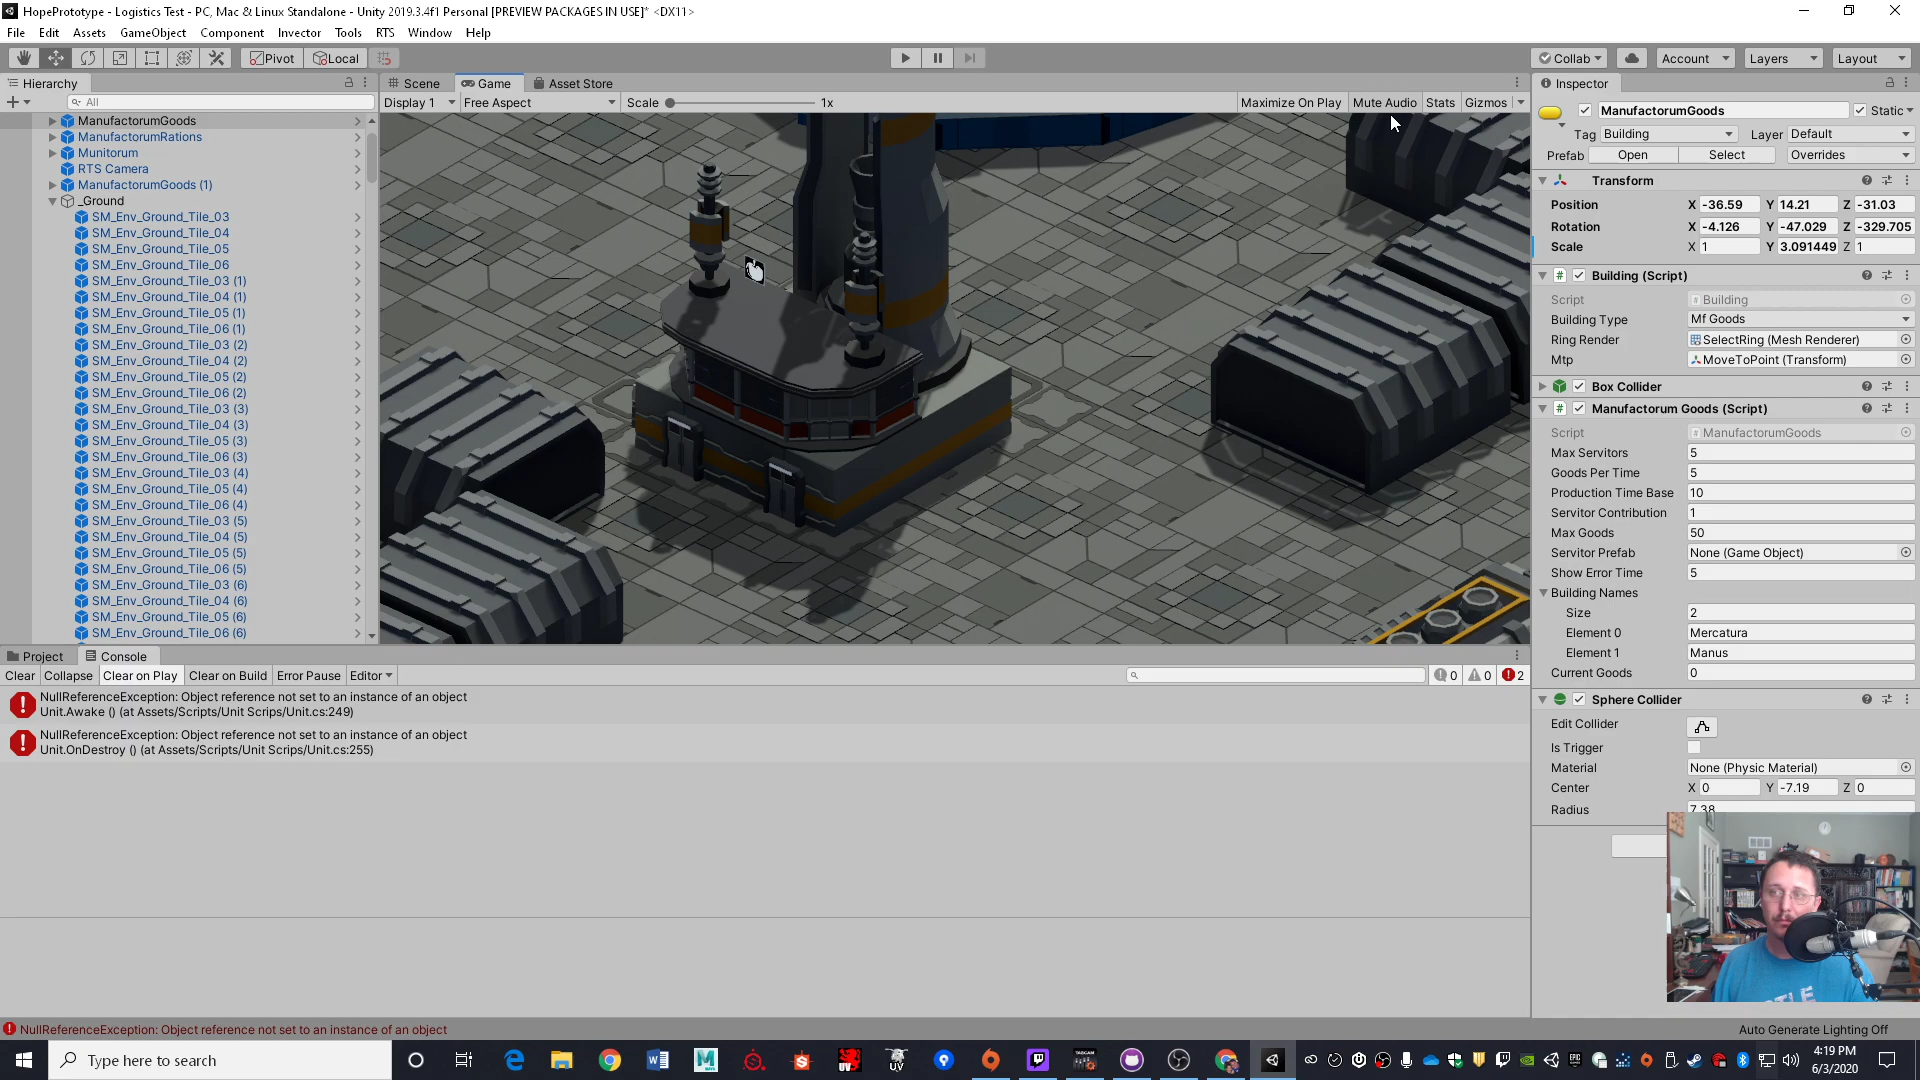 HopePrototype - Logistics Test - PC, Mac & Linux Standalone - Unity 2019.3.4f1 Personal [PREVIEW PACKAGES IN USE]* <DX11>
File Edit Assets GameObject Component Invector Tools RTS Window Help
Pivot Local Collab Account Layers Layout
Hierarchy
All
ManufactorumGoods
ManufactorumRations
Munitorum
RTS Camera
ManufactorumGoods (1)
_Ground
SM_Env_Ground_Tile_03
SM_Env_Ground_Tile_04
SM_Env_Ground_Tile_05
SM_Env_Ground_Tile_06
SM_Env_Ground_Tile_03 (1)
SM_Env_Ground_Tile_04 (1)
SM_Env_Ground_Tile_05 (1)
SM_Env_Ground_Tile_06 (1)
SM_Env_Ground_Tile_03 (2)
SM_Env_Ground_Tile_04 (2)
SM_Env_Ground_Tile_05 (2)
SM_Env_Ground_Tile_06 (2)
SM_Env_Ground_Tile_03 (3)
SM_Env_Ground_Tile_04 (3)
SM_Env_Ground_Tile_05 (3)
SM_Env_Ground_Tile_06 (3)
SM_Env_Ground_Tile_03 (4)
SM_Env_Ground_Tile_05 (4)
SM_Env_Ground_Tile_06 (4)
SM_Env_Ground_Tile_03 (5)
SM_Env_Ground_Tile_04 (5)
SM_Env_Ground_Tile_05 (5)
SM_Env_Ground_Tile_06 (5)
SM_Env_Ground_Tile_03 (6)
SM_Env_Ground_Tile_04 (6)
SM_Env_Ground_Tile_05 (6)
SM_Env_Ground_Tile_06 (6)
Scene Game Asset Store
Display 1 Free Aspect Scale 1x Maximize On Play Mute Audio Stats Gizmos
Inspector
ManufactorumGoods Static
Tag Building Layer Default
Prefab Open Select Overrides
Transform
Position X -36.59 Y 14.21 Z -31.03
Rotation X -4.126 Y -47.029 Z -329.705
Scale X 1 Y 3.091449 Z 1
Building (Script)
Script Building
Building Type Mf Goods
Ring Render SelectRing (Mesh Renderer)
Mtp MoveToPoint (Transform)
Box Collider
Manufactorum Goods (Script)
Script ManufactorumGoods
Max Servitors 5
Goods Per Time 5
Production Time Base 10
Servitor Contribution 1
Max Goods 50
Servitor Prefab None (Game Object)
Show Error Time 5
Building Names
Size 2
Element 0 Mercatura
Element 1 Manus
Current Goods 0
Sphere Collider
Edit Collider
Is Trigger
Material None (Physic Material)
Center X 0 Y -7.19 Z 0
Radius 7.38
Project Console
Clear Collapse Clear on Play Clear on Build Error Pause Editor 0 0 2
NullReferenceException: Object reference not set to an instance of an object
Unit.Awake () (at Assets/Scripts/Unit Scrips/Unit.cs:249)
NullReferenceException: Object reference not set to an instance of an object
Unit.OnDestroy () (at Assets/Scripts/Unit Scrips/Unit.cs:255)
NullReferenceException: Object reference not set to an instance of an object
Auto Generate Lighting Off
Type here to search
4:19 PM
6/3/2020